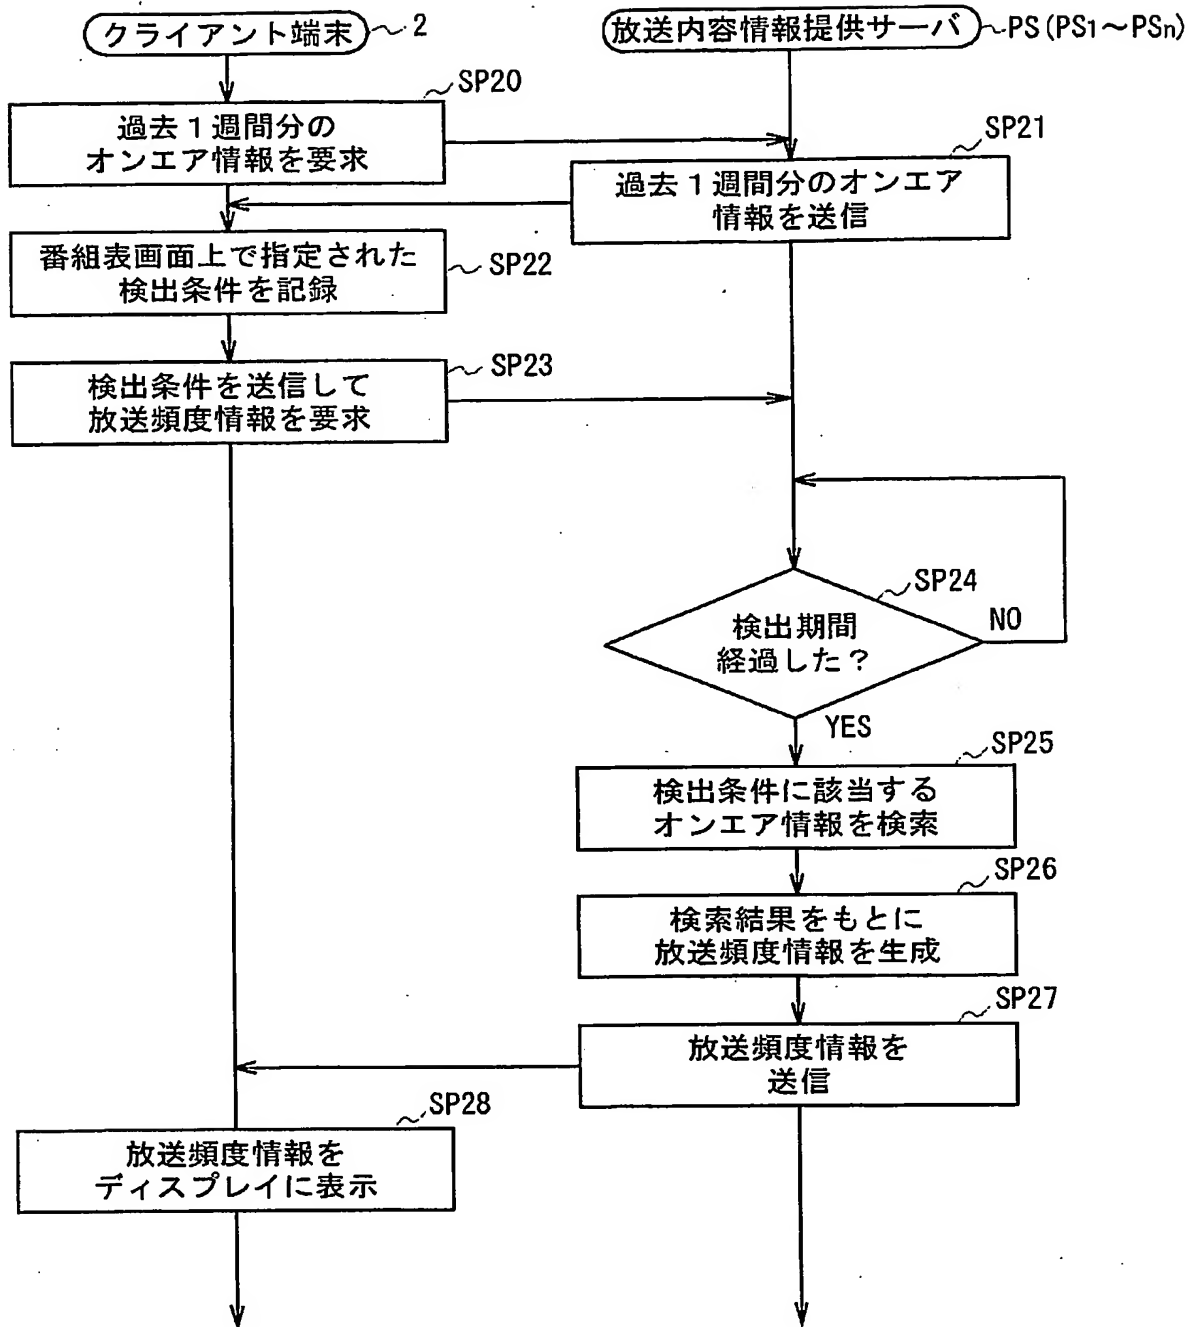 クライアント端末
2
放送内容情報提供サーバ
PS(PS1～PSn)
SP20
過去1週間分の
オンエア情報を要求
SP21
過去1週間分のオンエア
情報を送信
番組表画面上で指定された
検出条件を記録
SP22
SP23
検出条件を送信して
放送頻度情報を要求
SP24
検出期間
経過した？
NO
YES
SP25
検出条件に該当する
オンエア情報を検索
SP26
検索結果をもとに
放送頻度情報を生成
SP27
放送頻度情報を
送信
SP28
放送頻度情報を
ディスプレイに表示